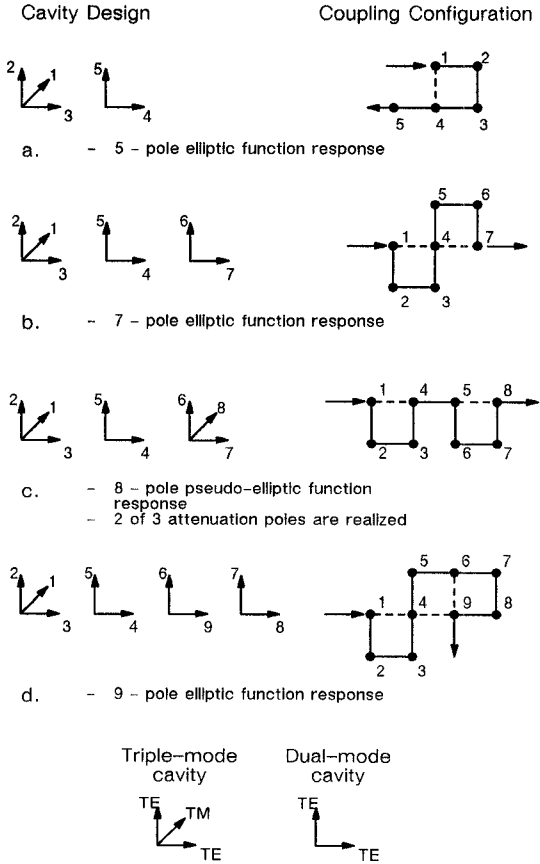 Cavity Design    Coupling Configuration
2 1 3    5 4    1 2
5 4 3
a. – 5 – pole elliptic function response
2 1 3    5 4    6 7    5 6
1 4 7
2 3
b. – 7 – pole elliptic function response
2 1 3    5 4    6 8 7    1 4 5 8
2 3 6 7
c. – 8 – pole pseudo–elliptic function
response
– 2 of 3 attenuation poles are realized
2 1 3    5 4    6 9    7 8    5 6 7
1 4 9 8
2 3
d. – 9 – pole elliptic function response
Triple–mode    Dual–mode
cavity    cavity
TE TM    TE
TE    TE